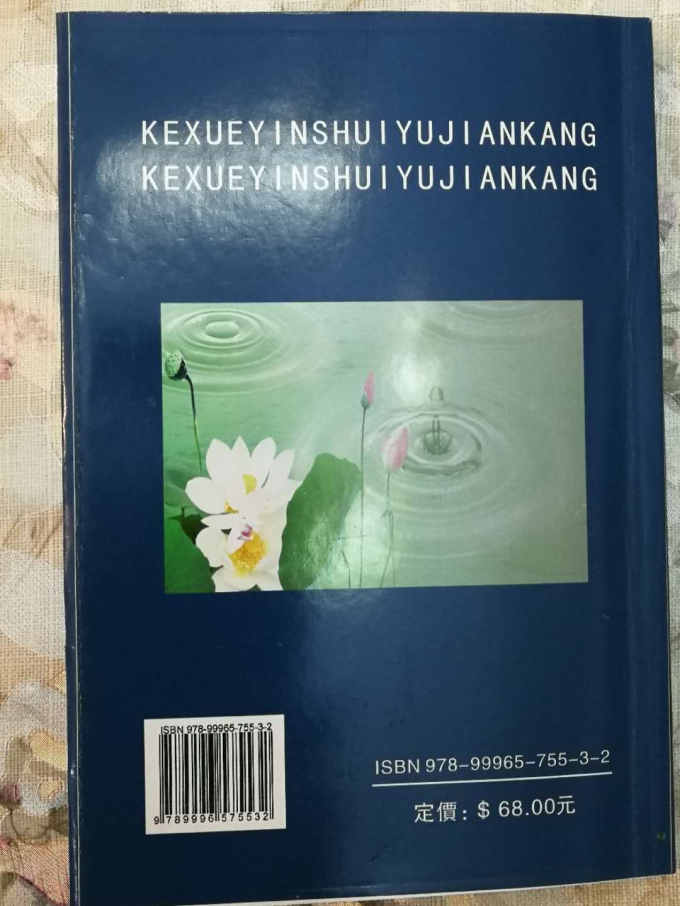 KEXUEYINSHUIYUJIANKANG
KEXUEYINSHUIYUJIANKANG
ISBN 978-99965-755-3-2
9 789996 575532
ISBN 978-99965-755-3-2
定價: $ 68.00元